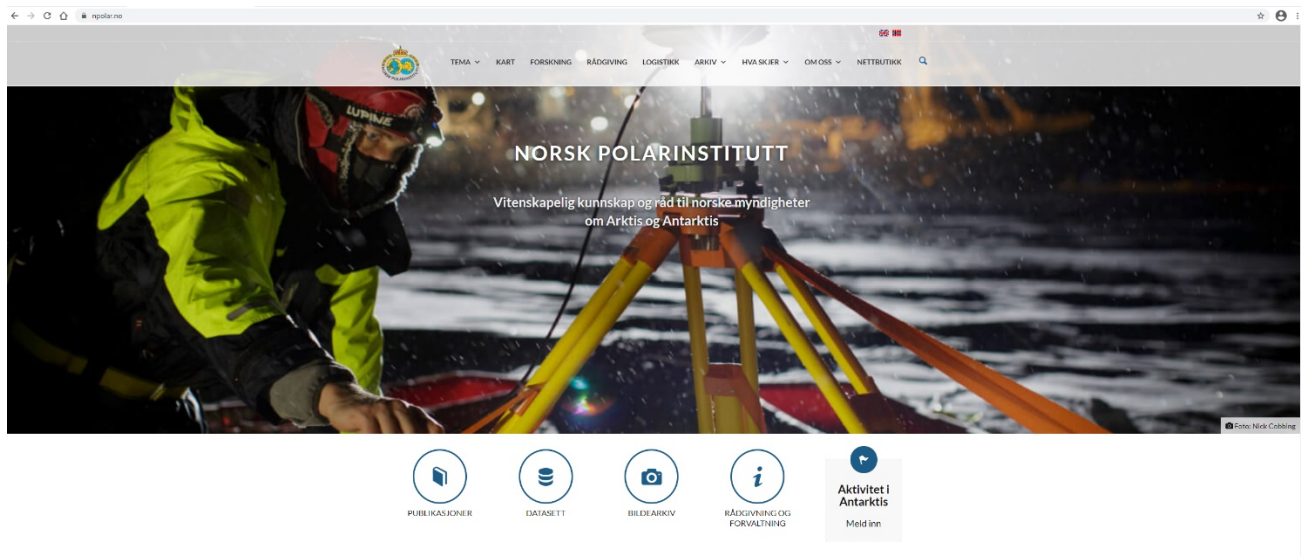 npolar.no
TEMA KART FORSKNING RÅDGIVING LOGISTIKK ARKIV HVA SKJER OM OSS NETTBUTIKK
LUPINE
NORSK POLARINSTITUTT
Vitenskapelig kunnskap og råd til norske myndigheter
om Arktis og Antarktis
Foto: Nick Cobbing
PUBLIKASJONER
DATASETT
BILDEARKIV
RÅDGIVNING OG
FORVALTNING
Aktivitet i
Antarktis
Meld inn